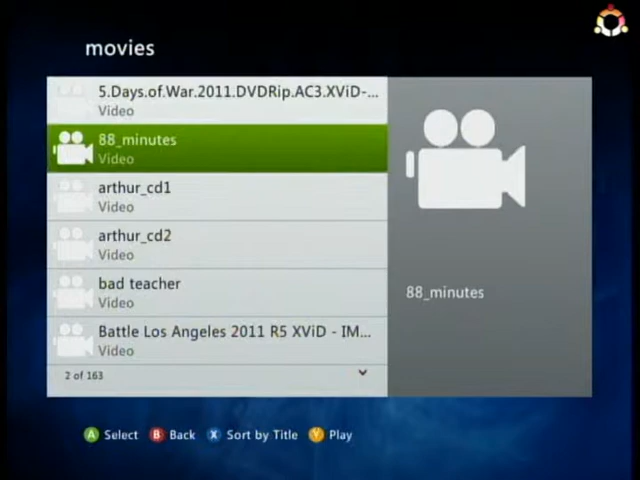 movies
5.Days.of.War.2011.DVDRip.AC3.XViD-...
Video
88_minutes
Video
arthur_cd1
Video
arthur_cd2
Video
bad teacher
Video
Battle Los Angeles 2011 R5 XViD - IM...
Video
2 of 163
88_minutes
A Select B Back X Sort by Title Y Play